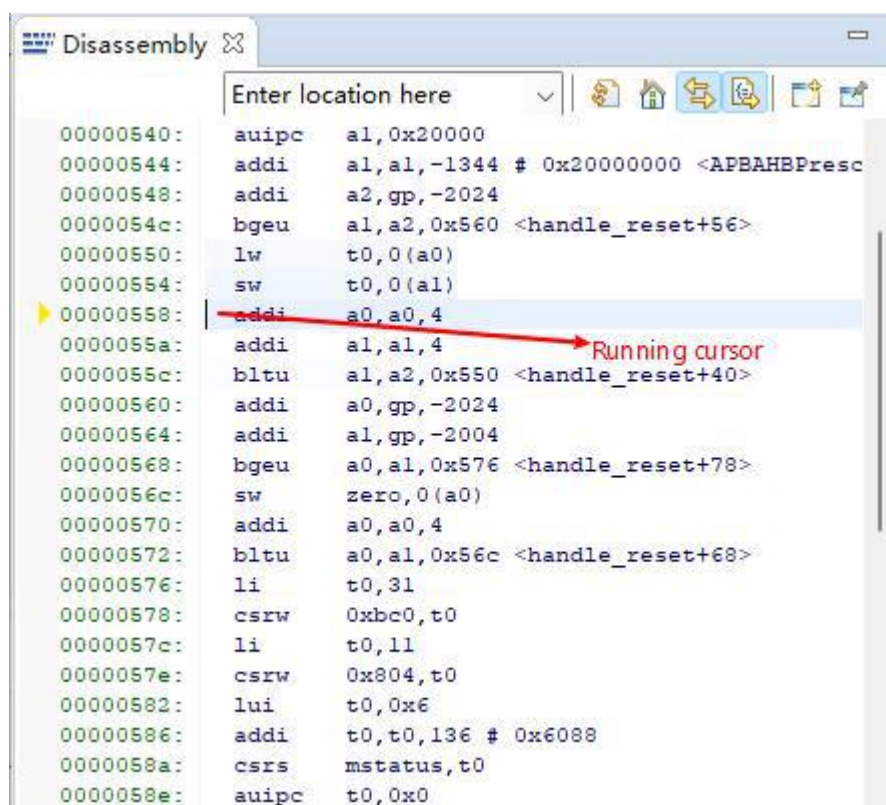 Disassembly
Enter location here
00000540: auipc a1,0x20000
00000544: addi a1,a1,-1344 # 0x20000000 <APBAHBPresc
00000548: addi a2,gp,-2024
0000054c: bgeu a1,a2,0x560 <handle_reset+56>
00000550: lw t0,0(a0)
00000554: sw t0,0(a1)
00000558: addi a0,a0,4
0000055a: addi a1,a1,4
Running cursor
0000055c: bltu a1,a2,0x550 <handle_reset+40>
00000560: addi a0,gp,-2024
00000564: addi a1,gp,-2004
00000568: bgeu a0,a1,0x576 <handle_reset+78>
0000056c: sw zero,0(a0)
00000570: addi a0,a0,4
00000572: bltu a0,a1,0x56c <handle_reset+68>
00000576: li t0,31
00000578: csrw 0xbc0,t0
0000057c: li t0,11
0000057e: csrw 0x804,t0
00000582: lui t0,0x6
00000586: addi t0,t0,136 # 0x6088
0000058a: csrs mstatus,t0
0000058e: auipc t0,0x0